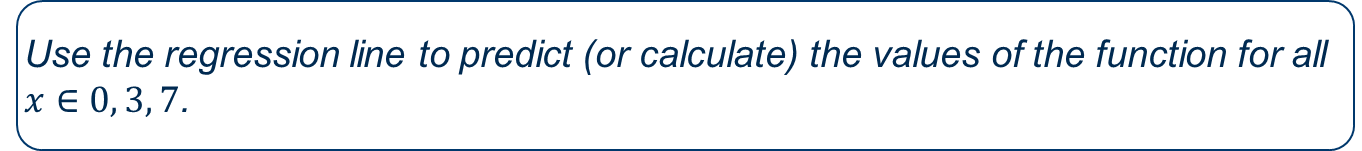 Use the regression line to predict (or calculate) the values of the function for all
x ∈ 0, 3, 7.